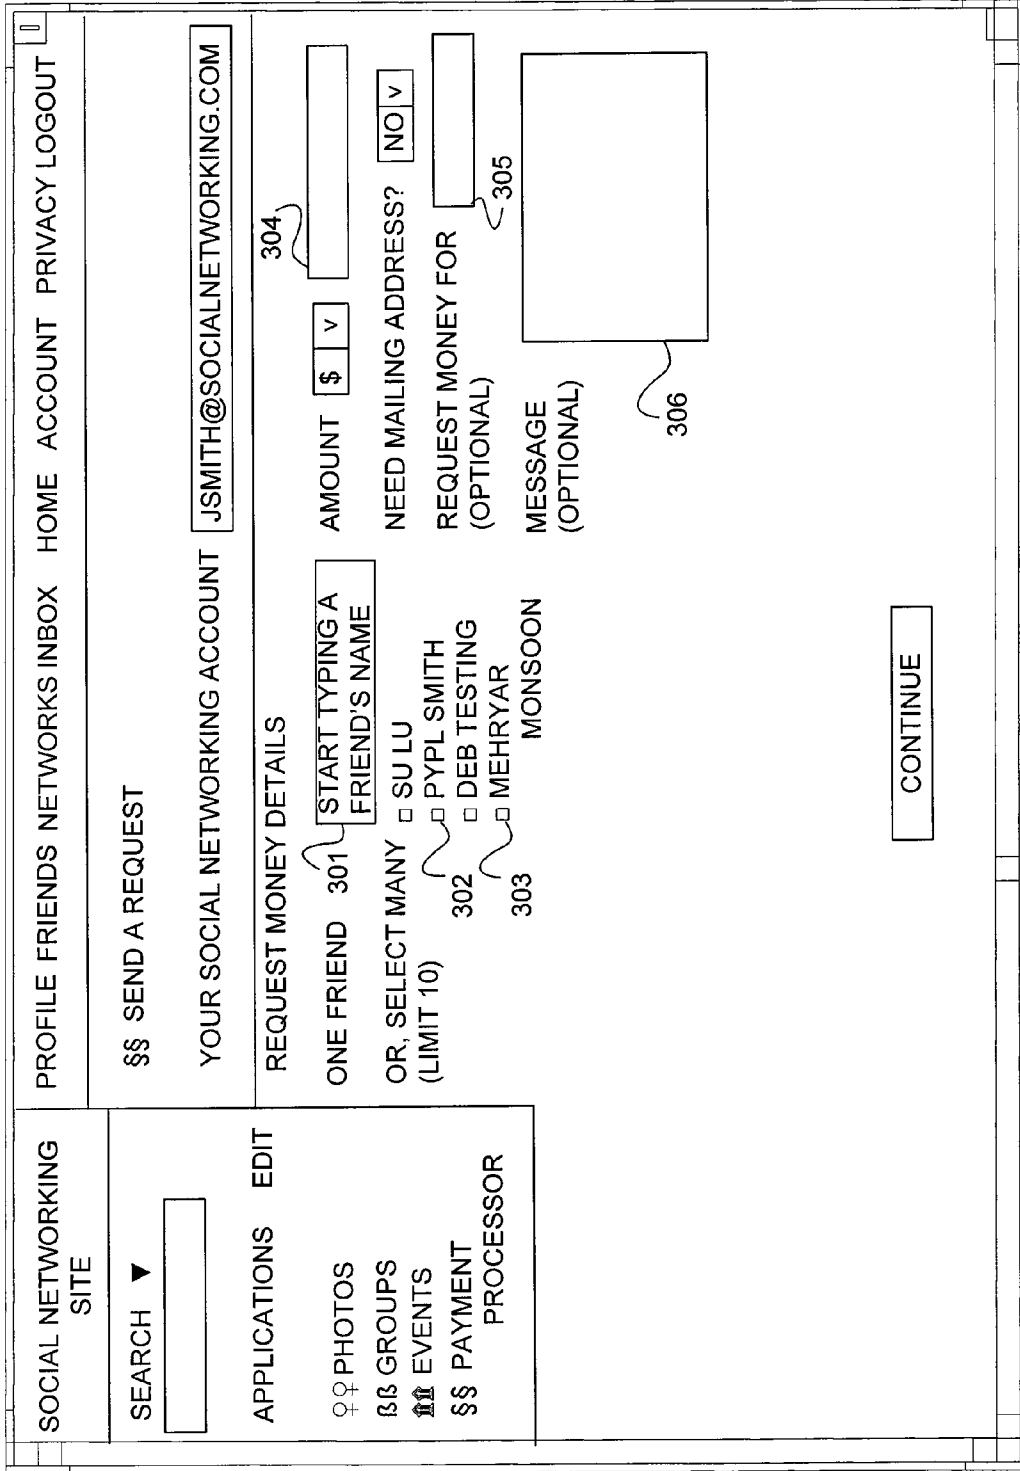 SOCIAL NETWORKING
SITE
PROFILE FRIENDS NETWORKS INBOX HOME ACCOUNT PRIVACY LOGOUT
SEARCH ▼
APPLICATIONS EDIT
♀♀ PHOTOS
ßß GROUPS
EVENTS
§§ PAYMENT
PROCESSOR
§§ SEND A REQUEST
YOUR SOCIAL NETWORKING ACCOUNT JSMITH@SOCIALNETWORKING.COM
REQUEST MONEY DETAILS
ONE FRIEND 301 START TYPING A
FRIEND'S NAME
OR, SELECT MANY
(LIMIT 10)
□ SU LU
302 □ PYPL SMITH
□ DEB TESTING
303 □ MEHRYAR
MONSOON
AMOUNT $ v 304
NEED MAILING ADDRESS? NO v
REQUEST MONEY FOR
(OPTIONAL)
305
MESSAGE
(OPTIONAL)
306
CONTINUE